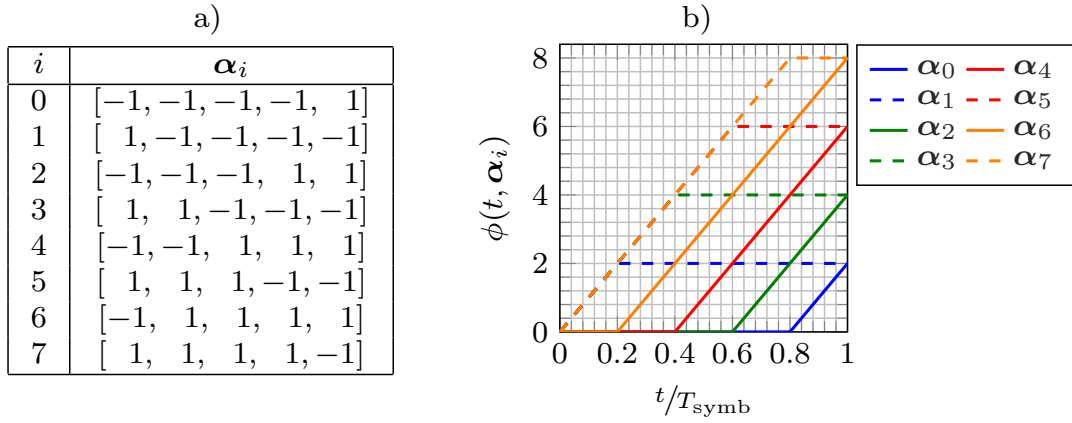 a)
i α_i
0 [−1, −1, −1, −1, 1]
1 [ 1, −1, −1, −1, −1]
2 [−1, −1, −1, 1, 1]
3 [ 1, 1, −1, −1, −1]
4 [−1, −1, 1, 1, 1]
5 [ 1, 1, 1, −1, −1]
6 [−1, 1, 1, 1, 1]
7 [ 1, 1, 1, 1, −1]
b)
ϕ(t, α_i)
8
6
4
2
0
0 0.2 0.4 0.6 0.8 1
t/T_symb
α_0 α_4
α_1 α_5
α_2 α_6
α_3 α_7